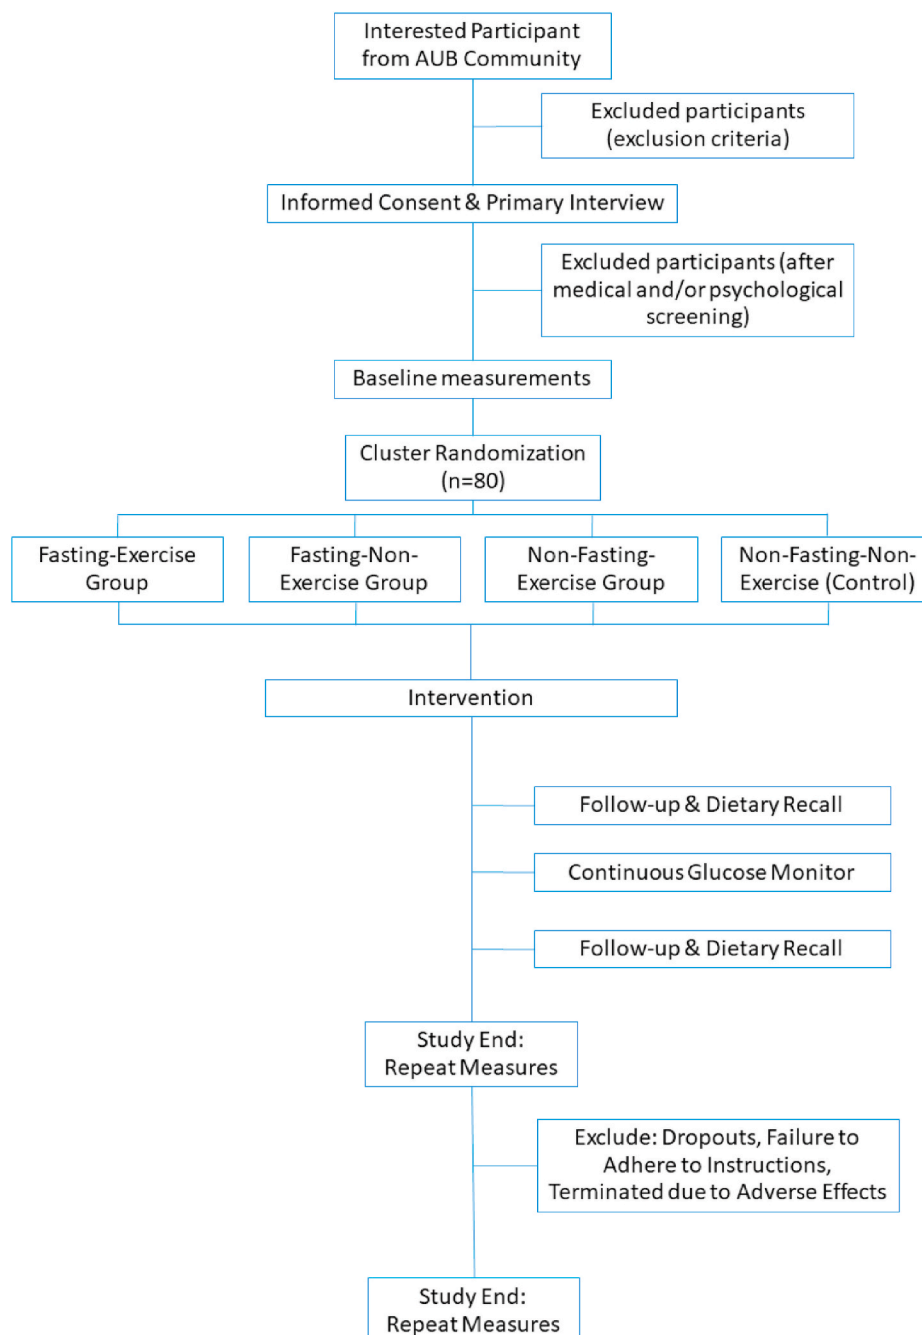 Interested Participant
from AUB Community
Excluded participants
(exclusion criteria)
Informed Consent & Primary Interview
Excluded participants (after
medical and/or psychological
screening)
Baseline measurements
Cluster Randomization
(n=80)
Fasting-Exercise
Group
Fasting-Non-
Exercise Group
Non-Fasting-
Exercise Group
Non-Fasting-Non-
Exercise (Control)
Intervention
Follow-up & Dietary Recall
Continuous Glucose Monitor
Follow-up & Dietary Recall
Study End:
Repeat Measures
Exclude: Dropouts, Failure to
Adhere to Instructions,
Terminated due to Adverse Effects
Study End:
Repeat Measures